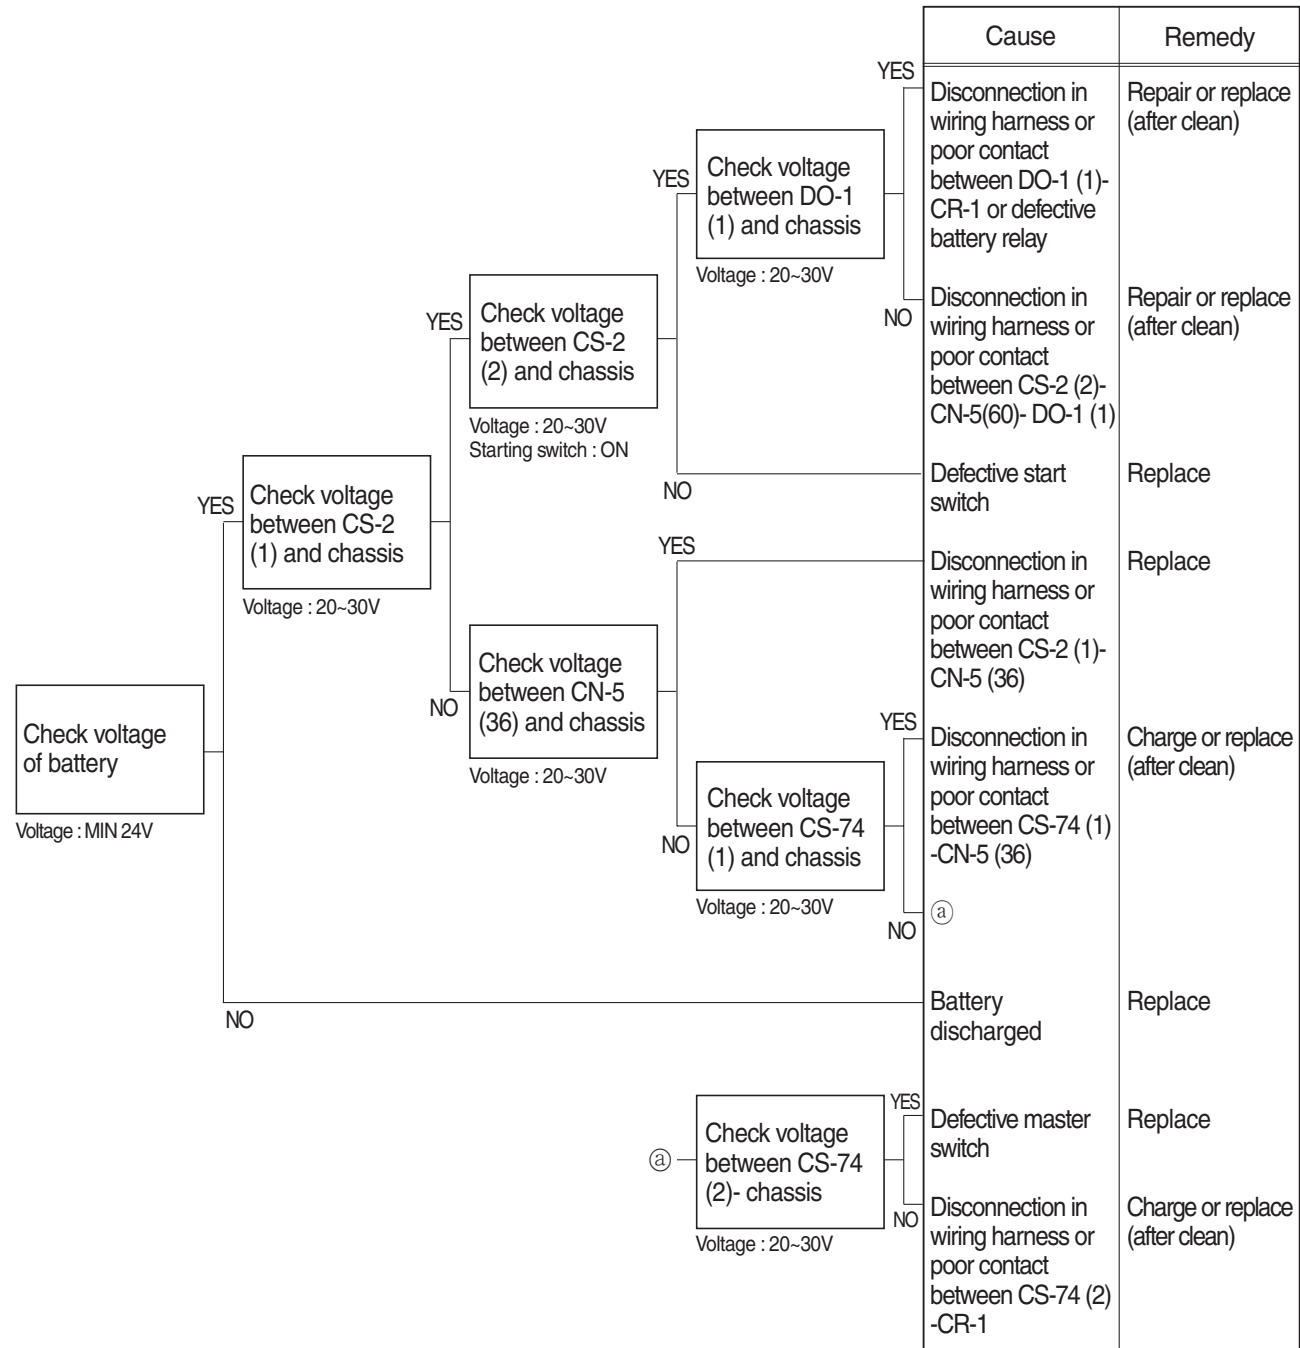 Cause
Remedy
YES
Disconnection in
wiring harness or
poor contact
between DO-1 (1)-
CR-1 or defective
battery relay
Repair or replace
(after clean)
YES
Check voltage
between DO-1
(1) and chassis
Voltage : 20~30V
NO
Disconnection in
wiring harness or
poor contact
between CS-2 (2)-
CN-5(60)- DO-1 (1)
Repair or replace
(after clean)
YES
Check voltage
between CS-2
(2) and chassis
Voltage : 20~30V
Starting switch : ON
NO
Defective start
switch
Replace
YES
Check voltage
between CS-2
(1) and chassis
Voltage : 20~30V
YES
Disconnection in
wiring harness or
poor contact
between CS-2 (1)-
CN-5 (36)
Replace
NO
Check voltage
between CN-5
(36) and chassis
Voltage : 20~30V
Check voltage
of battery
Voltage : MIN 24V
YES
Disconnection in
wiring harness or
poor contact
between CS-74 (1)
-CN-5 (36)
Charge or replace
(after clean)
NO
Check voltage
between CS-74
(1) and chassis
Voltage : 20~30V
NO
ⓐ
NO
Battery
discharged
Replace
ⓐ
Check voltage
between CS-74
(2)- chassis
Voltage : 20~30V
YES
Defective master
switch
Replace
NO
Disconnection in
wiring harness or
poor contact
between CS-74 (2)
-CR-1
Charge or replace
(after clean)